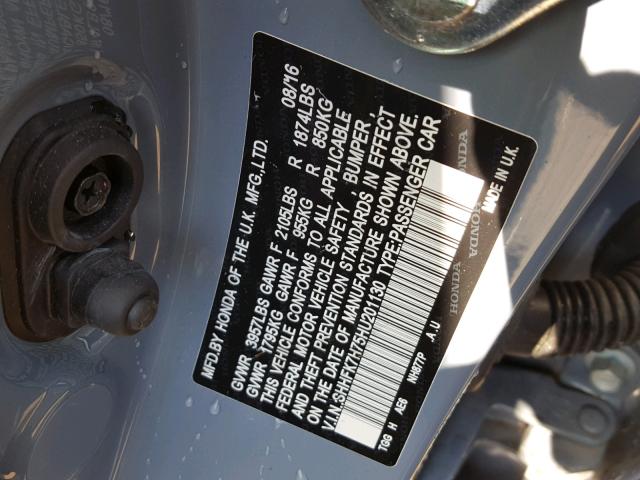 MFD.BY HONDA OF THE U.K. MFG.,LTD. 08/16
GVWR 3957LBS GAWR F 2105LBS R 1874LBS
GVWR 1795KG GAWR F 955KG R 850KG
THIS VEHICLE CONFORMS TO ALL APPLICABLE
FEDERAL MOTOR VEHICLE SAFETY, BUMPER,
AND THEFT PREVENTION STANDARDS IN EFFECT
ON THE DATE OF MANUFACTURE SHOWN ABOVE.
V.I.N.:SHHFK7H75HU201130 TYPE:PASSENGER CAR
TGG H AE6 NH877P A.U
HONDA HONDA
MADE IN U.K.